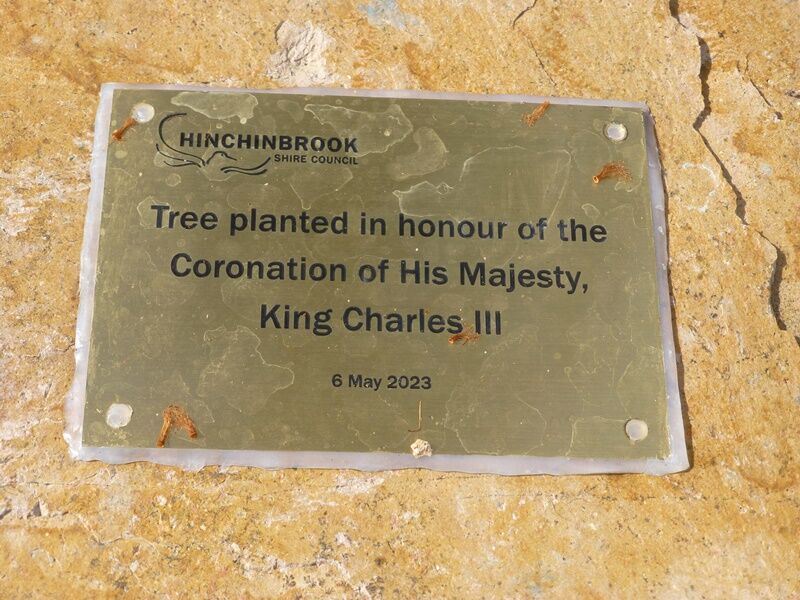 HINCHINBROOK
SHIRE COUNCIL
Tree planted in honour of the
Coronation of His Majesty,
King Charles III
6 May 2023